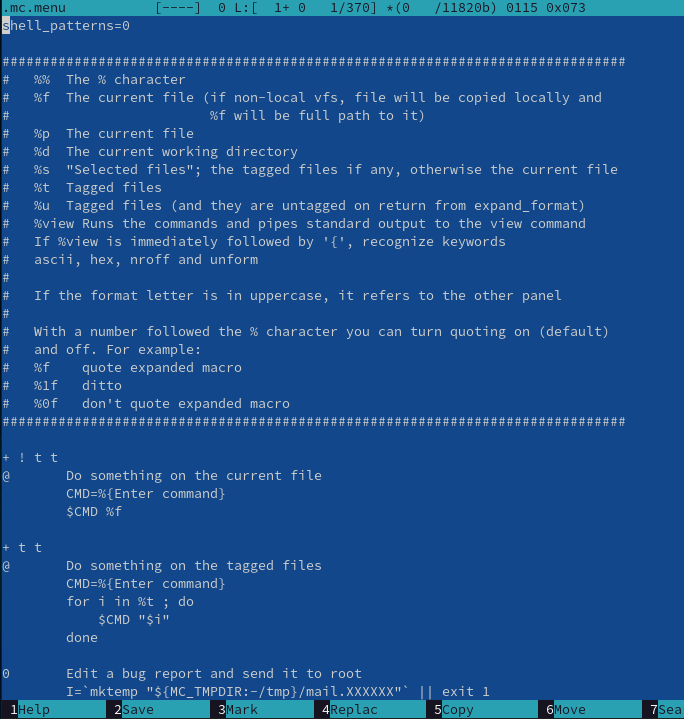 .mc.menu [----] 0 L:[ 1+ 0 1/370] *(0 /11820b) 0115 0x073
shell_patterns=0
##############################################################################
# %% The % character
# %f The current file (if non-local vfs, file will be copied locally and
# %f will be full path to it)
# %p The current file
# %d The current working directory
# %s "Selected files"; the tagged files if any, otherwise the current file
# %t Tagged files
# %u Tagged files (and they are untagged on return from expand_format)
# %view Runs the commands and pipes standard output to the view command
# If %view is immediately followed by '{', recognize keywords
# ascii, hex, nroff and unform
#
# If the format letter is in uppercase, it refers to the other panel
#
# With a number followed the % character you can turn quoting on (default)
# and off. For example:
# %f quote expanded macro
# %1f ditto
# %0f don't quote expanded macro
##############################################################################
+ ! t t
@ Do something on the current file
CMD=%{Enter command}
$CMD %f
+ t t
@ Do something on the tagged files
CMD=%{Enter command}
for i in %t ; do
$CMD "$i"
done
0 Edit a bug report and send it to root
I=`mktemp "${MC_TMPDIR:-/tmp}/mail.XXXXXX"` || exit 1
1Help 2Save 3Mark 4Replac 5Copy 6Move 7Sea